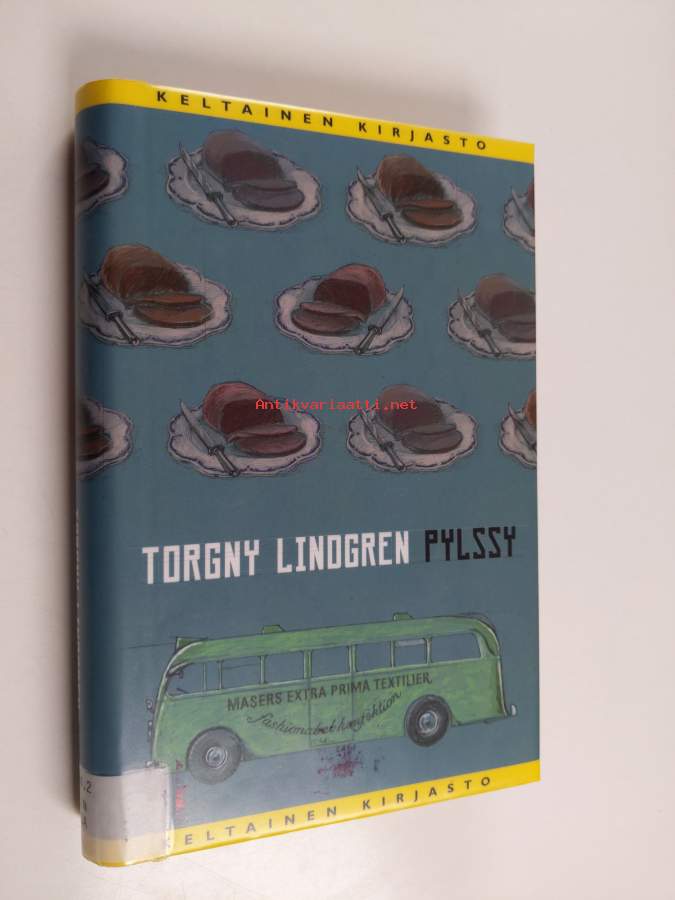 KELTAINEN KIRJASTO
Antikvariaatti.net
TORGNY LINDGREN PYLSSY
MASERS EXTRA PRIMA TEXTILIER,
KELTAINEN KIRJASTO